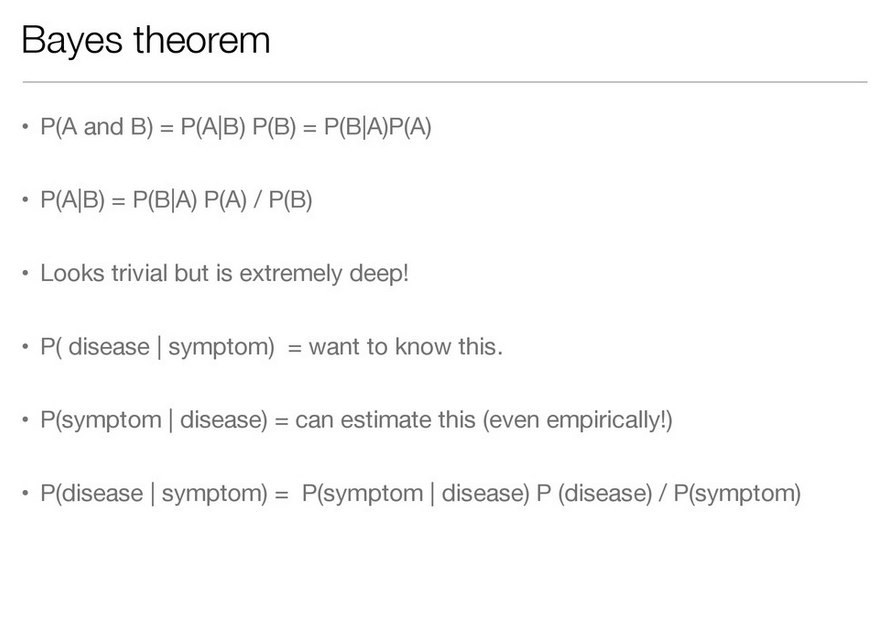 Bayes theorem
• P(A and B) = P(A|B) P(B) = P(B|A)P(A)
• P(A|B) = P(B|A) P(A) / P(B)
• Looks trivial but is extremely deep!
• P( disease | symptom)  = want to know this.
• P(symptom | disease) = can estimate this (even empirically!)
• P(disease | symptom) =  P(symptom | disease) P (disease) / P(symptom)